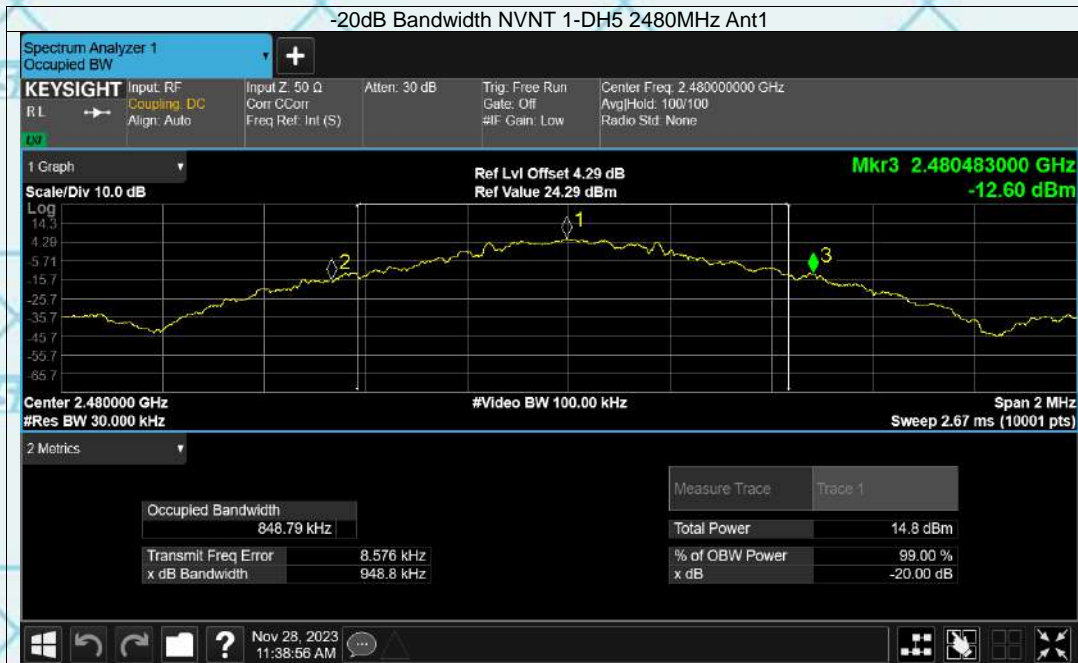 -20dB Bandwidth NVNT 1-DH5 2480MHz Ant1
Spectrum Analyzer 1
Occupied BW
+
KEYSIGHT
R L
LXI
Input: RF
Coupling: DC
Align: Auto
Input Z: 50 Ω
Corr CCorr
Freq Ref: Int (S)
Atten: 30 dB
Trig: Free Run
Gate: Off
#IF Gain: Low
Center Freq: 2.480000000 GHz
Avg|Hold: 100/100
Radio Std: None
1 Graph
Scale/Div 10.0 dB
Ref Lvl Offset 4.29 dB
Ref Value 24.29 dBm
Mkr3 2.480483000 GHz
-12.60 dBm
Log
14.3
4.29
-5.71
-15.7
-25.7
-35.7
-45.7
-55.7
-65.7
1
2
3
Center 2.480000 GHz
#Video BW 100.00 kHz
Span 2 MHz
#Res BW 30.000 kHz
Sweep 2.67 ms (10001 pts)
2 Metrics
Measure Trace Trace 1
Occupied Bandwidth
848.79 kHz
Total Power 14.8 dBm
Transmit Freq Error 8.576 kHz
% of OBW Power 99.00 %
x dB Bandwidth 948.8 kHz
x dB -20.00 dB
?
Nov 28, 2023
11:38:56 AM